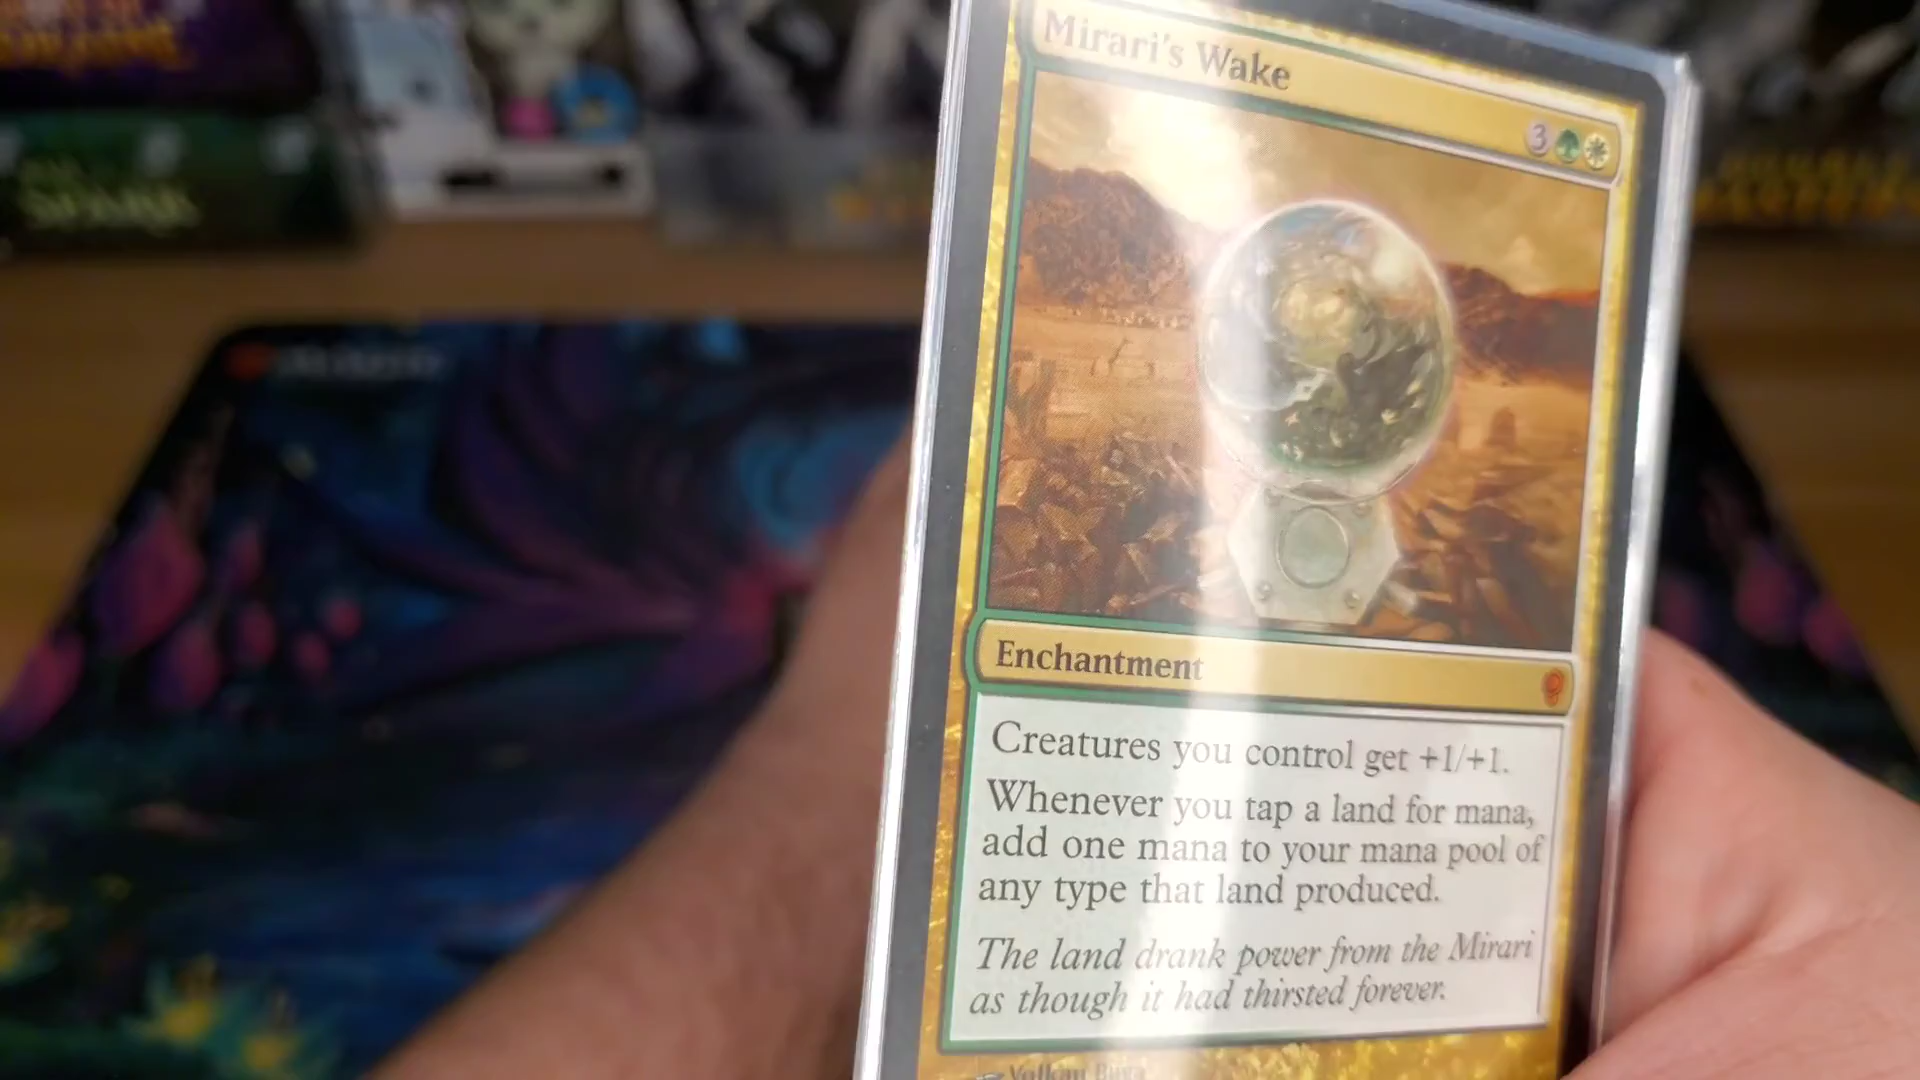 Mirari's Wake
3
Enchantment
Creatures you control get +1/+1.
Whenever you tap a land for mana,
add one mana to your mana pool of
any type that land produced.
The land drank power from the Mirari
as though it had thirsted forever.